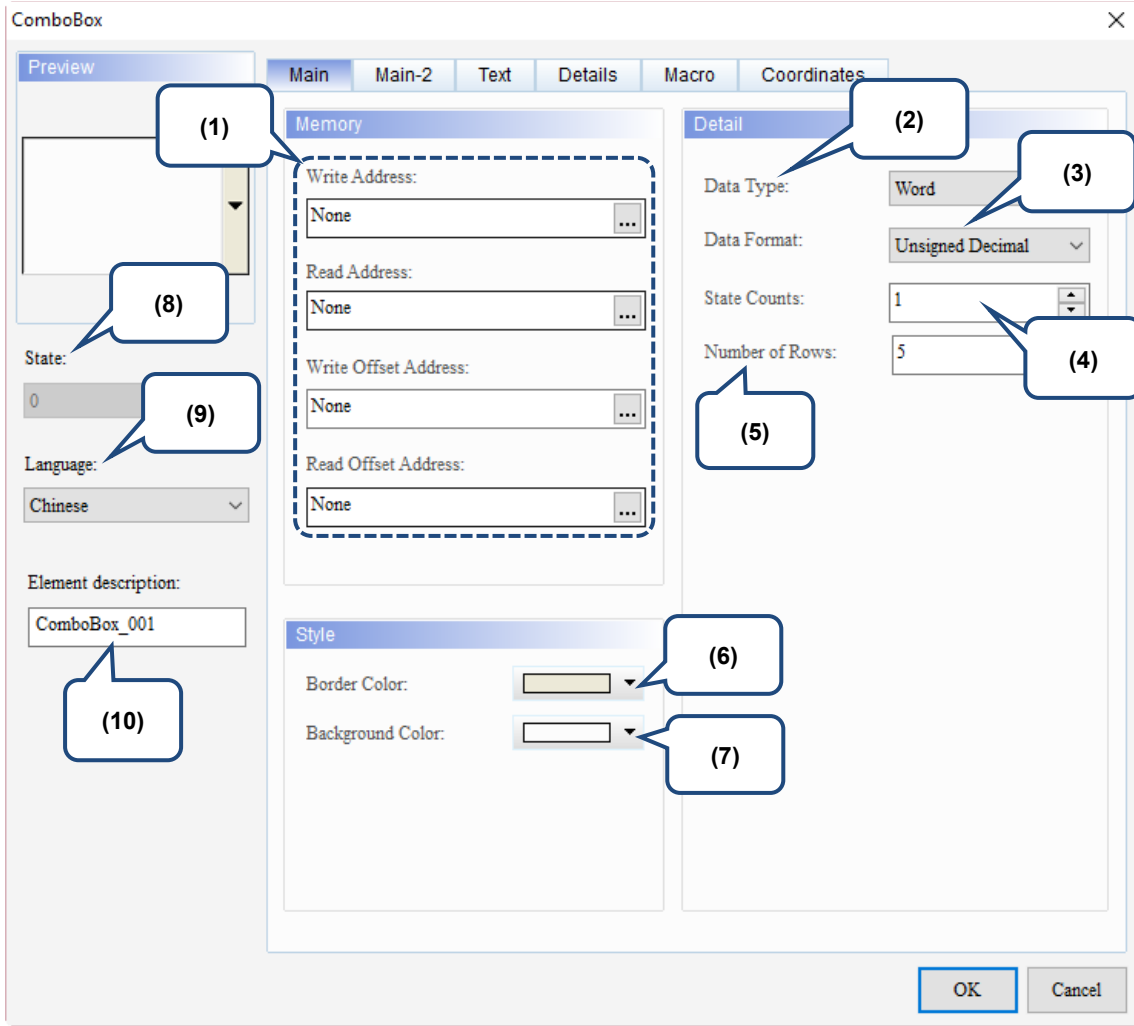 ComboBox
Preview
Main Main-2 Text Details Macro Coordinates
(1)
Memory
Write Address:
None
...
Read Address:
None
...
Write Offset Address:
None
...
Read Offset Address:
None
...
Detail
(2)
Data Type:
Word
(3)
Data Format:
Unsigned Decimal
State Counts:
1
(4)
Number of Rows:
5
(5)
(8)
State:
0
(9)
Language:
Chinese
Element description:
ComboBox_001
(10)
Style
Border Color:
(6)
Background Color:
(7)
OK
Cancel